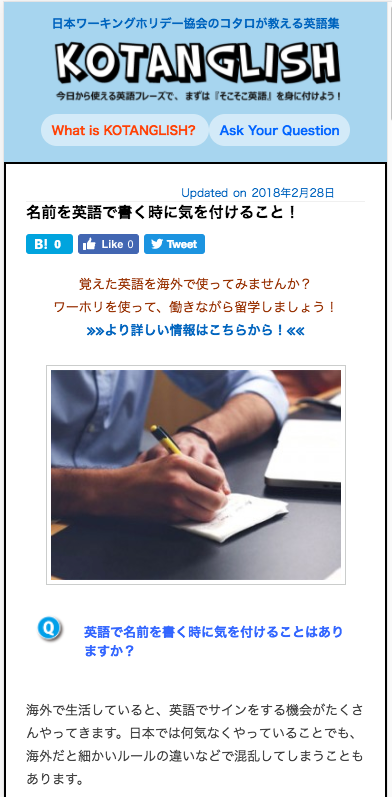 日本ワーキングホリデー協会のコタロが教える英語集
KOTANGLISH
今日から使える英語フレーズで、まずは『そこそこ英語』を身に付けよう！
What is KOTANGLISH?
Ask Your Question
Updated on 2018年2月28日
名前を英語で書く時に気を付けること！
B! 0
Like 0
Tweet
覚えた英語を海外で使ってみませんか？
ワーホリを使って、働きながら留学しましょう！
»»より詳しい情報はこちらから！««
Q
英語で名前を書く時に気を付けることはあり
ますか？
海外で生活していると、英語でサインをする機会がたくさ
んやってきます。日本では何気なくやっていることでも、
海外だと細かいルールの違いなどで混乱してしまうことも
あります。